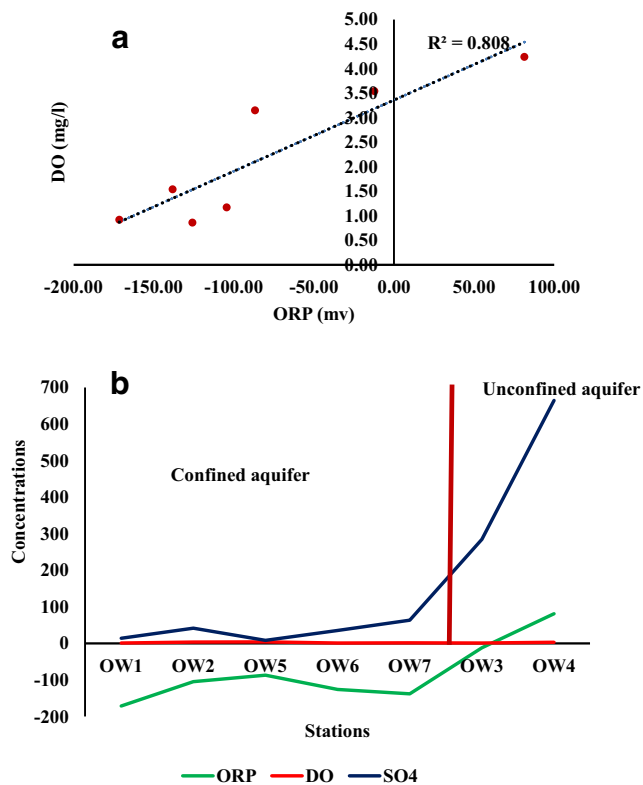 a
5.00
4.50
4.00
3.50
3.00
2.50
2.00
1.50
1.00
0.50
0.00
R² = 0.808
DO (mg/l)
-200.00 -150.00 -100.00 -50.00 0.00 50.00 100.00
ORP (mv)
b
700
600
500
400
300
200
100
0
-100
-200
Unconfined aquifer
Confined aquifer
Concentrations
OW1 OW2 OW5 OW6 OW7 OW3 OW4
Stations
ORP DO SO4